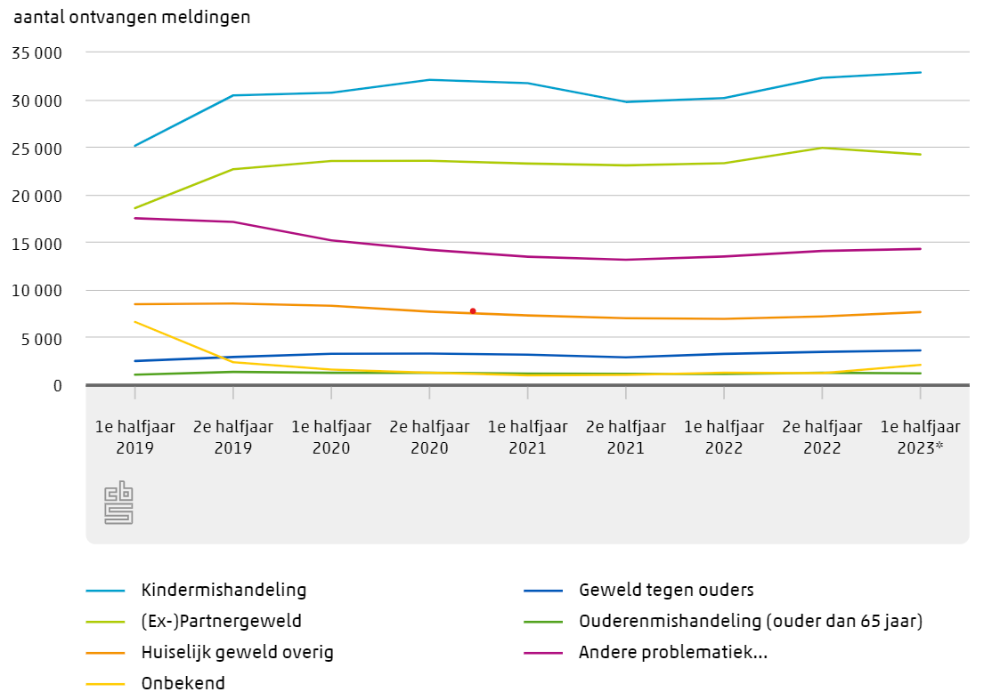 aantal ontvangen meldingen
35 000
30 000
25 000
20 000
15 000
10 000
5 000
0
1e halfjaar 2e halfjaar 1e halfjaar 2e halfjaar 1e halfjaar 2e halfjaar 1e halfjaar 2e halfjaar 1e halfjaar
2019 2019 2020 2020 2021 2021 2022 2022 2023*
cbs
Kindermishandeling
(Ex-)Partnergeweld
Huiselijk geweld overig
Onbekend
Geweld tegen ouders
Ouderenmishandeling (ouder dan 65 jaar)
Andere problematiek...